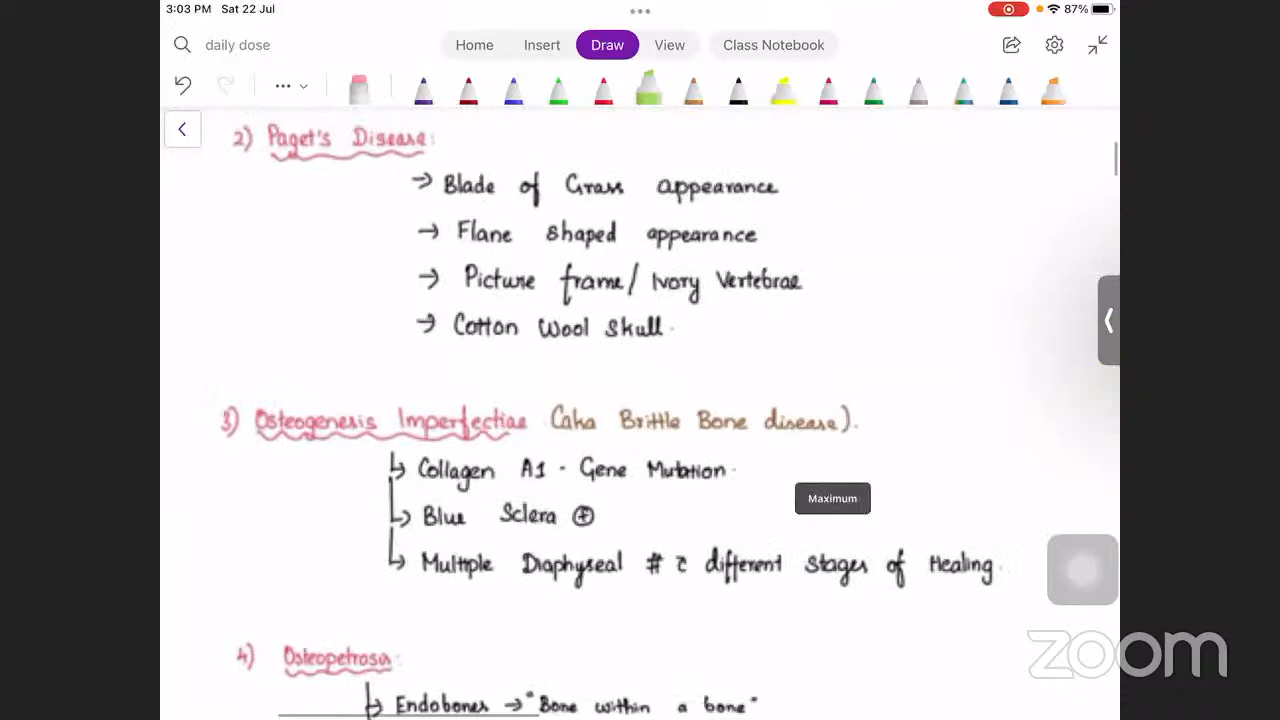 3:03 PM Sat 22 Jul
87%
daily dose
Home Insert Draw View Class Notebook
2) Paget's Disease:
→ Blade of Grass appearance
→ Flane shaped appearance
→ Picture frame/ Ivory Vertebrae
→ Cotton Wool Skull.
3) Osteogenesis Imperfectiae (aka Brittle Bone disease).
↳ Collagen A1 - Gene Mutation.
Maximum
↳ Blue Sclera ⊕
↳ Multiple Diaphyseal # c̄ different stages of Healing.
4) Osteopetrosis:
↳ Endobones → "Bone within a bone"
zoom